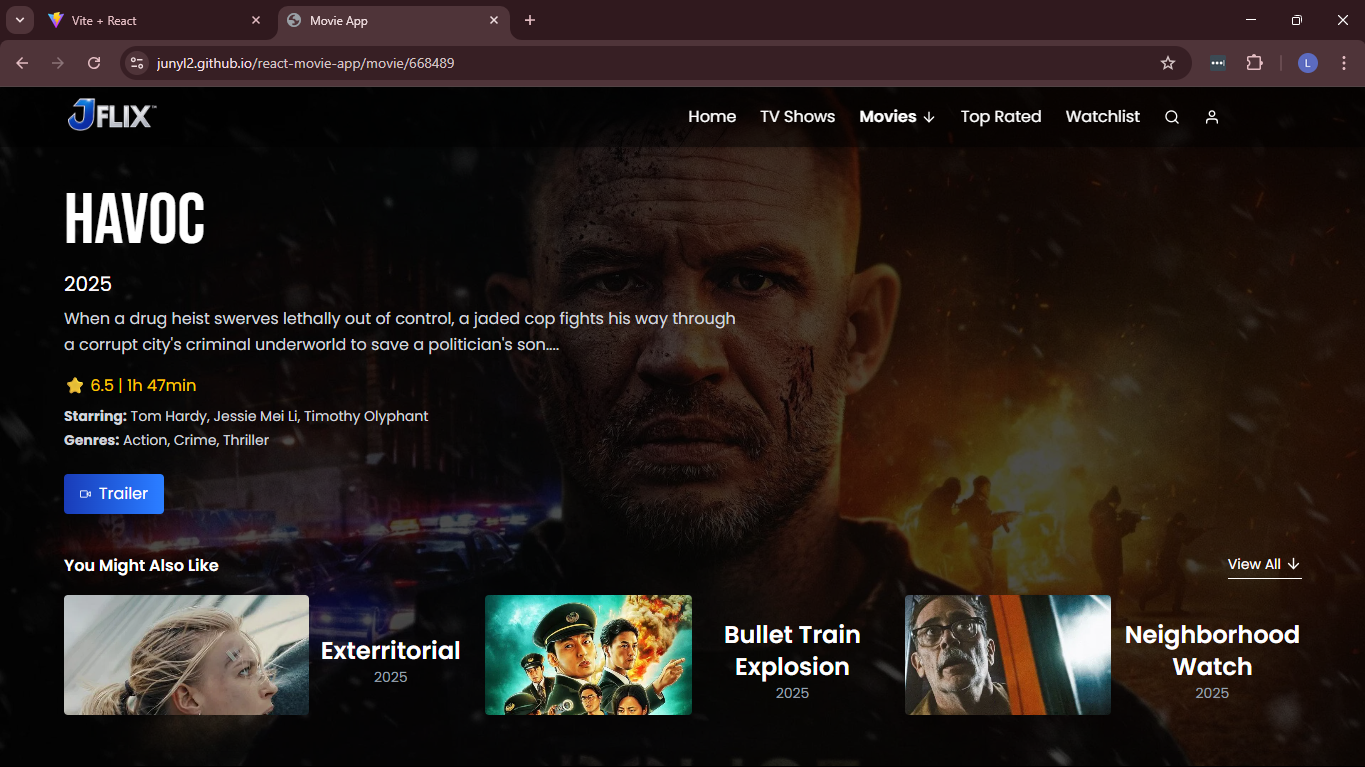 Vite + React
Movie App
junyl2.github.io/react-movie-app/movie/668489
L
JFLIX™
Home TV Shows Movies Top Rated Watchlist
HAVOC
2025
When a drug heist swerves lethally out of control, a jaded cop fights his way through
a corrupt city's criminal underworld to save a politician's son....
6.5 | 1h 47min
Starring: Tom Hardy, Jessie Mei Li, Timothy Olyphant
Genres: Action, Crime, Thriller
Trailer
You Might Also Like
View All
Exterritorial
2025
Bullet Train
Explosion
2025
Neighborhood
Watch
2025